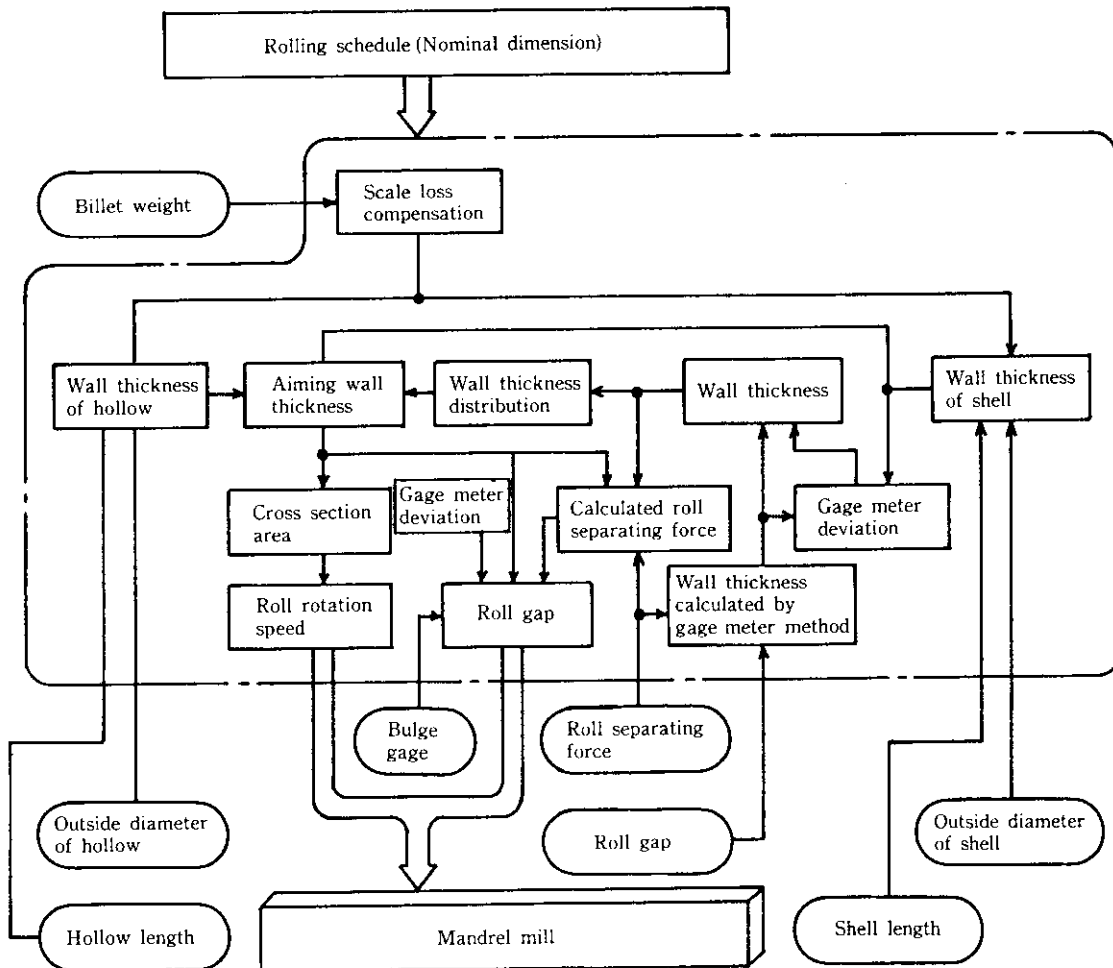 Rolling schedule (Nominal dimension)
Billet weight
Scale loss
compensation
Wall thickness
of hollow
Aiming wall
thickness
Wall thickness
distribution
Wall thickness
Wall thickness
of shell
Cross section
area
Gage meter
deviation
Calculated roll
separating force
Gage meter
deviation
Roll rotation
speed
Roll gap
Wall thickness
calculated by
gage meter method
Bulge
gage
Roll separating
force
Outside diameter
of hollow
Roll gap
Outside diameter
of shell
Hollow length
Mandrel mill
Shell length